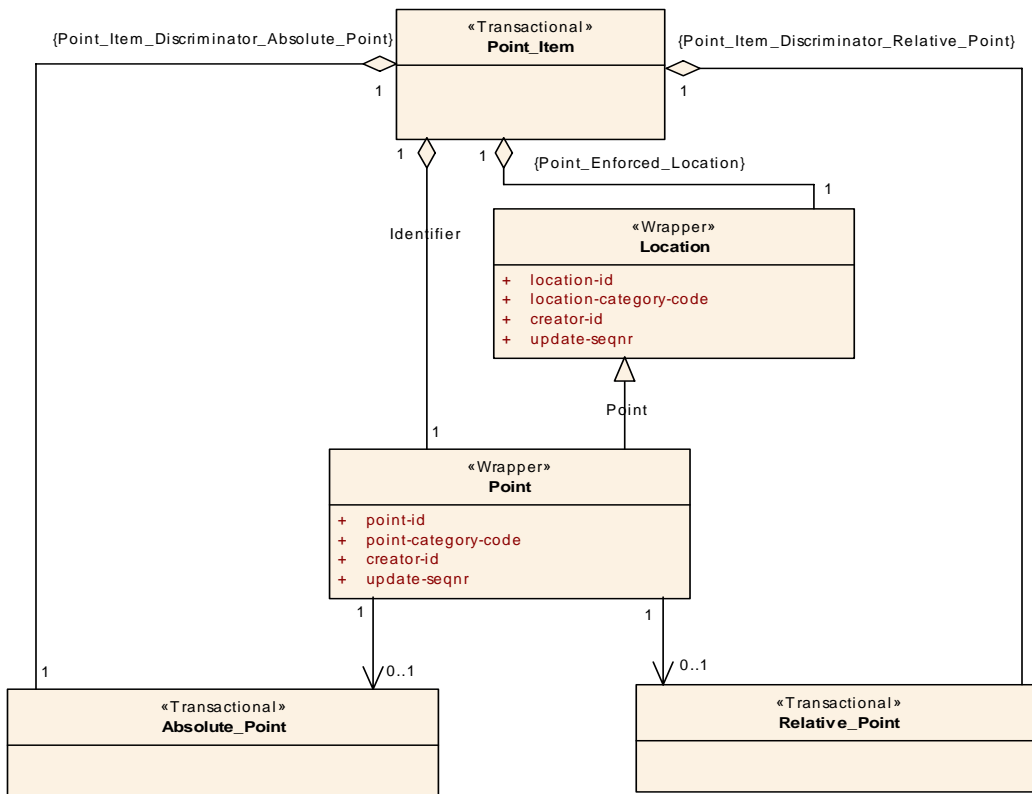 «Transactional»
Point_Item
{Point_Item_Discriminator_Absolute_Point}
{Point_Item_Discriminator_Relative_Point}
1
1
1
1
{Point_Enforced_Location}
1
Identifier
«Wrapper»
Location
+ location-id
+ location-category-code
+ creator-id
+ update-seqnr
Point
1
«Wrapper»
Point
+ point-id
+ point-category-code
+ creator-id
+ update-seqnr
1
1
1
0..1
0..1
«Transactional»
Absolute_Point
«Transactional»
Relative_Point